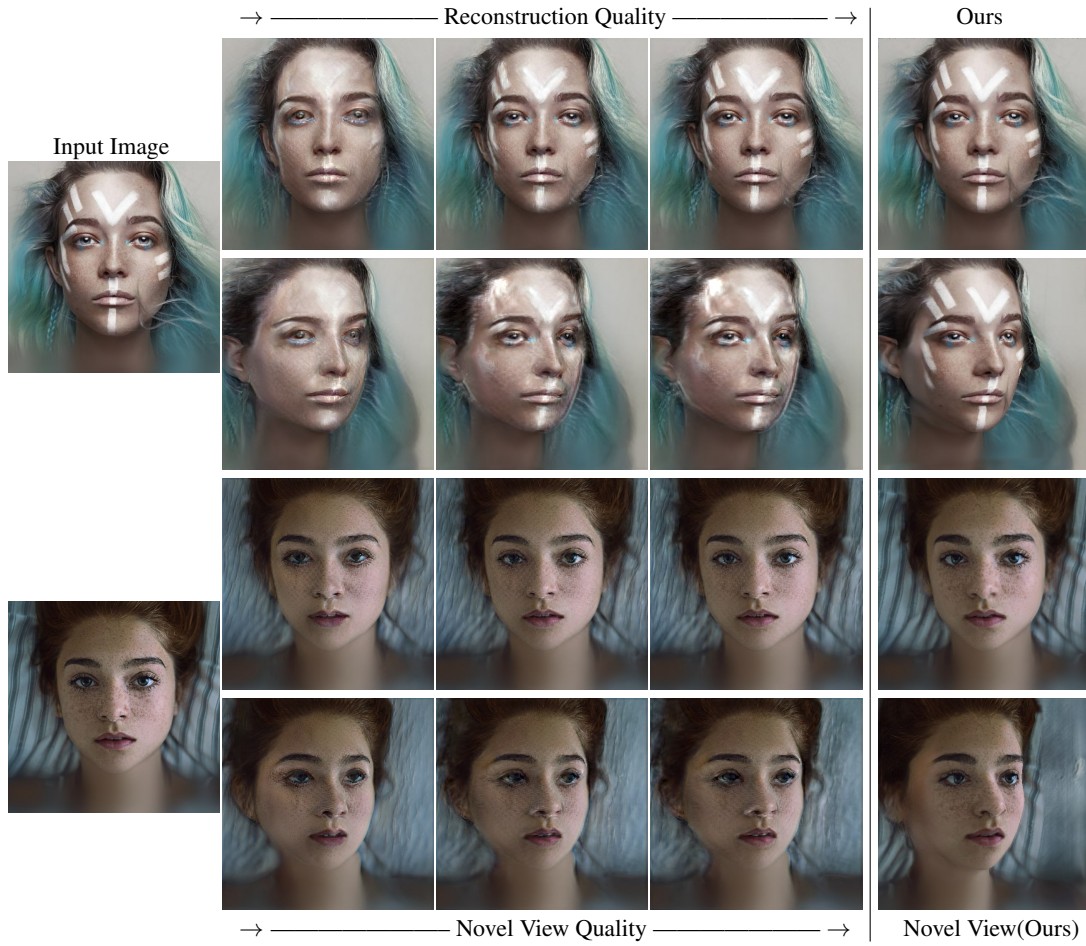 → ——————— Reconstruction Quality ——————— →
Ours
Input Image
→ ——————— Novel View Quality ——————— →
Novel View(Ours)